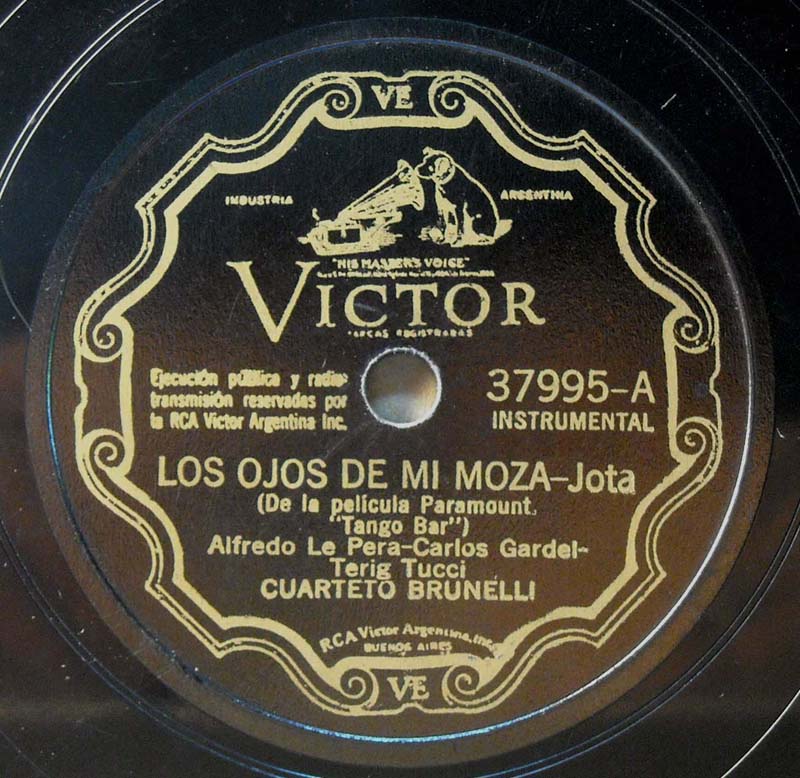 VE
INDUSTRIA
ARGENTINA
"HIS MASTER'S VOICE"
VICTOR
MARCAS REGISTRADAS
Ejecución pública y radio-
transmisión reservadas por
la RCA Victor Argentina Inc.
37995-A
INSTRUMENTAL
LOS OJOS DE MI MOZA-Jota
(De la película Paramount
"Tango Bar")
Alfredo Le Pera-Carlos Gardel-
Terig Tucci
CUARTETO BRUNELLI
RCA Victor Argentina, Inc.
BUENOS AIRES
VE